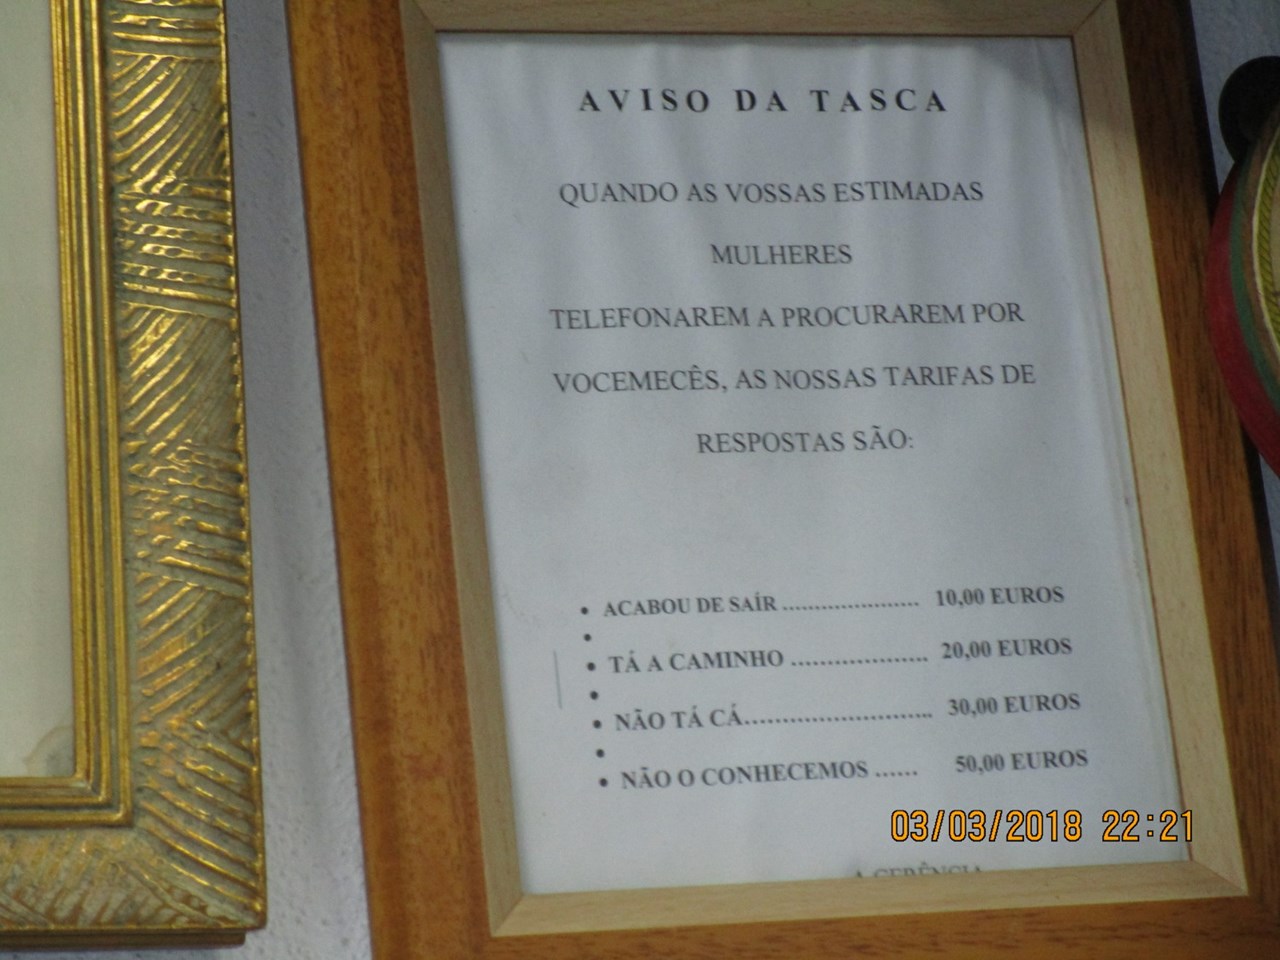 AVISO DA TASCA
QUANDO AS VOSSAS ESTIMADAS
MULHERES
TELEFONAREM A PROCURAREM POR
VOCEMECÊS, AS NOSSAS TARIFAS DE
RESPOSTAS SÃO:
• ACABOU DE SAÍR ..................... 10,00 EUROS
•
• TÁ A CAMINHO .................... 20,00 EUROS
•
• NÃO TÁ CÁ........................... 30,00 EUROS
•
• NÃO O CONHECEMOS ...... 50,00 EUROS
A GERÊNCIA
03/03/2018 22:21